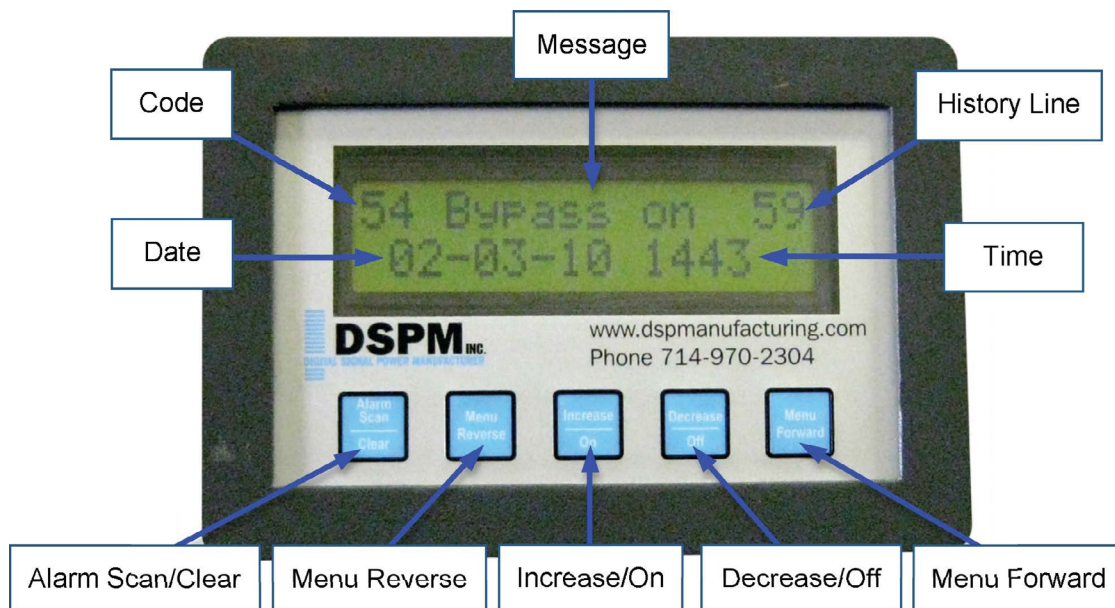 Message
Code
History Line
54 Bypass on 59
Date
02-03-10 1443
Time
DSPM INC.
DIGITAL SIGNAL POWER MANUFACTURER
www.dspmanufacturing.com
Phone 714-970-2304
Alarm
Scan
Clear
Menu
Reverse
Increase
On
Decrease
Off
Menu
Forward
Alarm Scan/Clear
Menu Reverse
Increase/On
Decrease/Off
Menu Forward